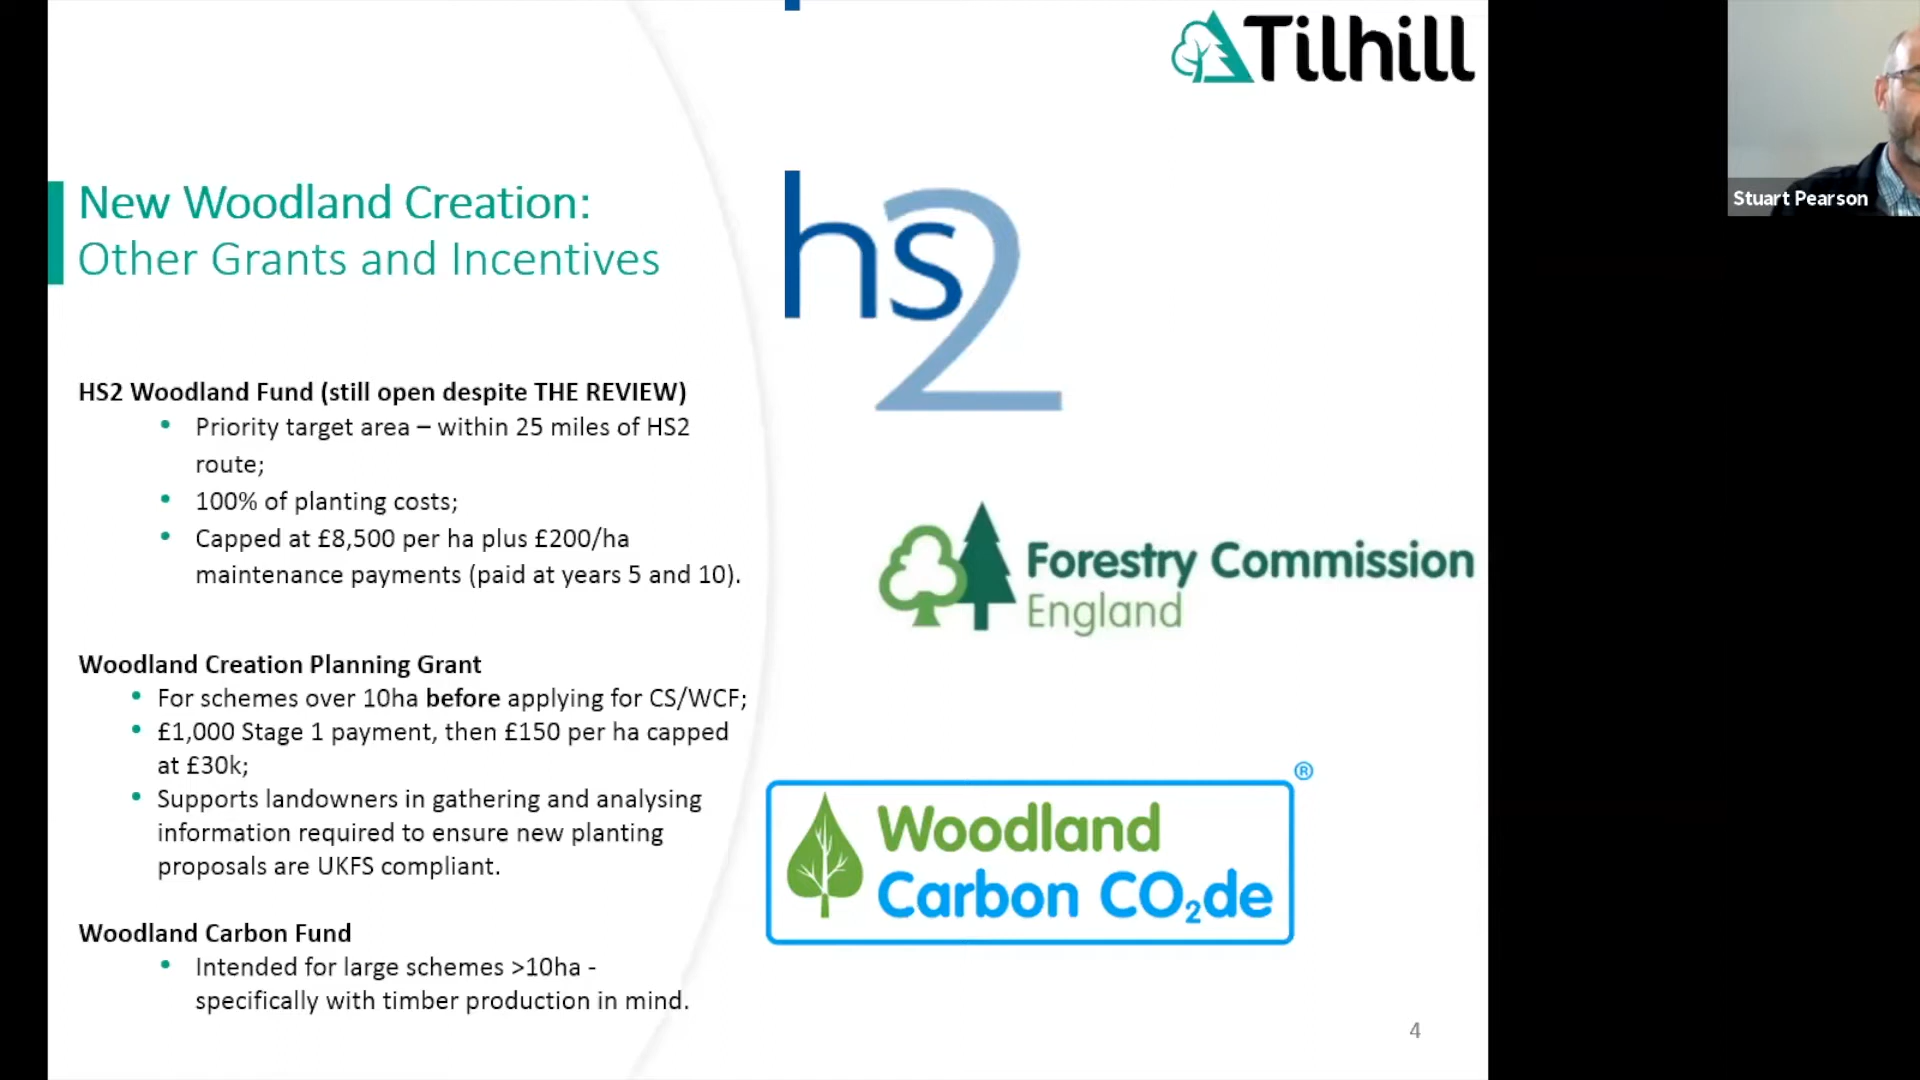 Tilhill
Stuart Pearson
New Woodland Creation:
Other Grants and Incentives
hs2
HS2 Woodland Fund (still open despite THE REVIEW)
• Priority target area – within 25 miles of HS2
route;
• 100% of planting costs;
• Capped at £8,500 per ha plus £200/ha
maintenance payments (paid at years 5 and 10).
Forestry Commission
England
Woodland Creation Planning Grant
• For schemes over 10ha before applying for CS/WCF;
• £1,000 Stage 1 payment, then £150 per ha capped
at £30k;
• Supports landowners in gathering and analysing
information required to ensure new planting
proposals are UKFS compliant.
®
Woodland
Carbon CO₂de
Woodland Carbon Fund
• Intended for large schemes >10ha -
specifically with timber production in mind.
4